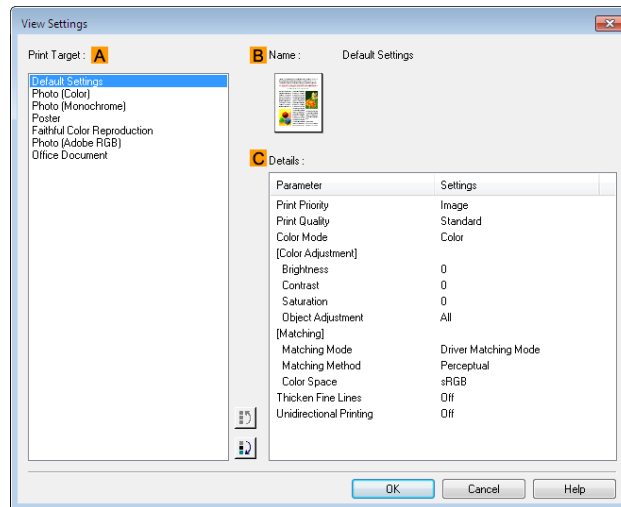 View Settings
Print Target : A
Default Settings
Photo (Color)
Photo (Monochrome)
Poster
Faithful Color Reproduction
Photo (Adobe RGB)
Office Document
B Name : Default Settings
C Details :
Parameter Settings
Print Priority Image
Print Quality Standard
Color Mode Color
[Color Adjustment]
Brightness 0
Contrast 0
Saturation 0
Object Adjustment All
[Matching]
Matching Mode Driver Matching Mode
Matching Method Perceptual
Color Space sRGB
Thicken Fine Lines Off
Unidirectional Printing Off
OK Cancel Help